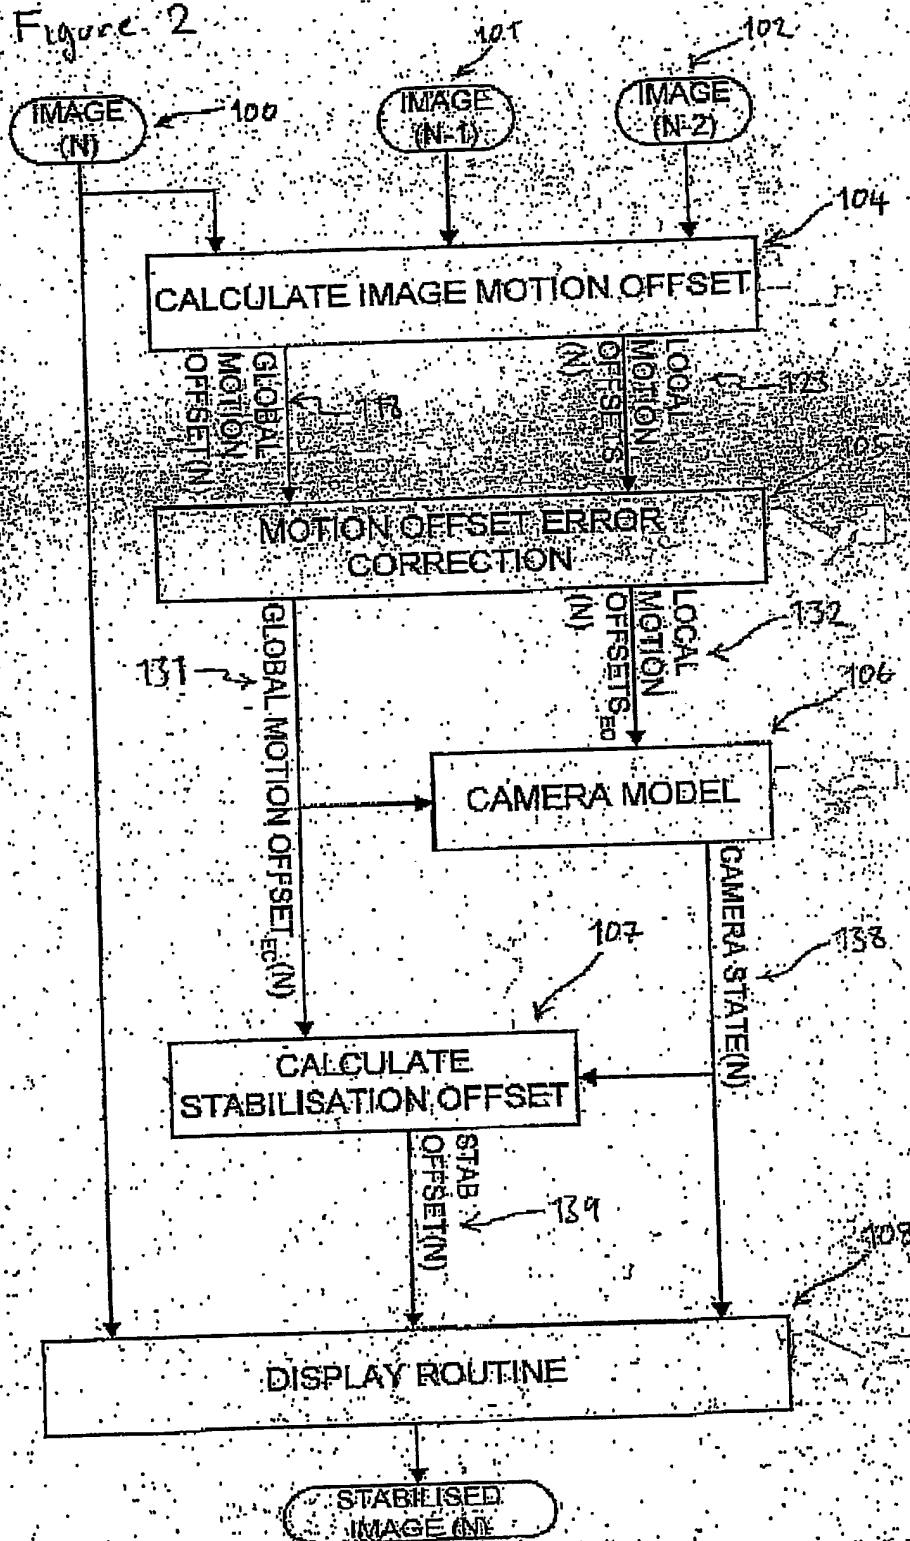 Figure 2
101
102
IMAGE
(N)
100
IMAGE
(N-1)
IMAGE
(N-2)
104
CALCULATE IMAGE MOTION OFFSET
GLOBAL
MOTION
OFFSET(N)
118
LOCAL
MOTION
OFFSETS
(N)
123
105
MOTION OFFSET ERROR
CORRECTION
131
GLOBAL MOTION OFFSET EC (N)
LOCAL
MOTION
OFFSETS EC
(N)
132
106
CAMERA MODEL
CAMERA STATE(N)
138
107
CALCULATE
STABILISATION OFFSET
STAB
OFFSET(N)
139
108
DISPLAY ROUTINE
STABILISED
IMAGE (N)